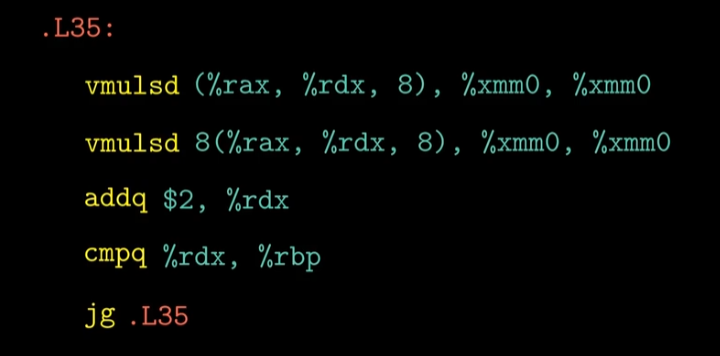 .L35:
vmulsd (%rax, %rdx, 8), %xmm0, %xmm0
vmulsd 8(%rax, %rdx, 8), %xmm0, %xmm0
addq $2, %rdx
cmpq %rdx, %rbp
jg .L35